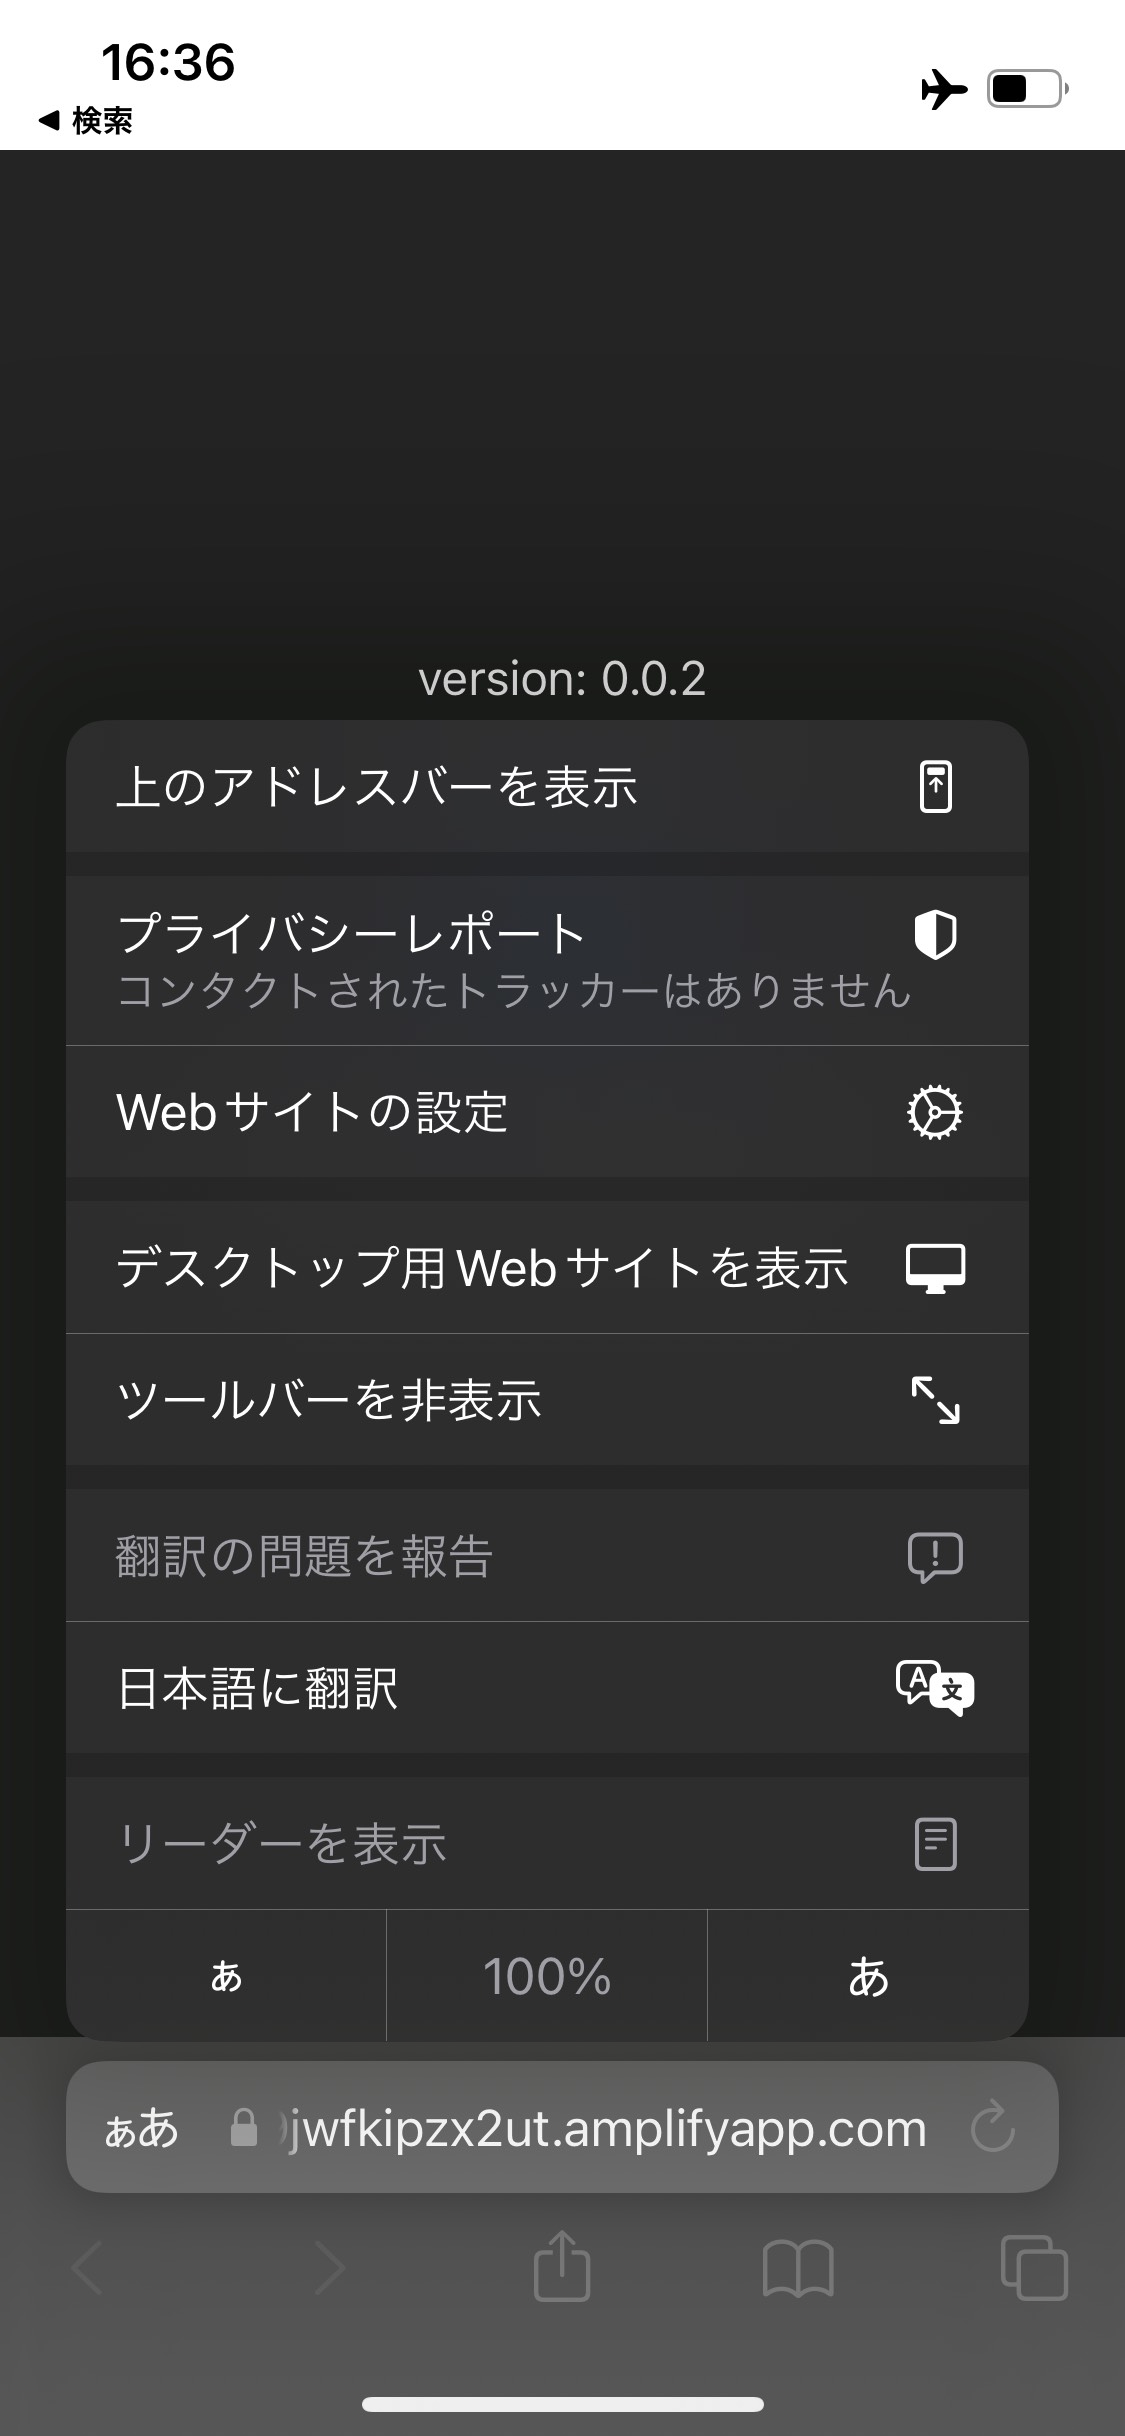 16:36
◀ 検索
version: 0.0.2
上のアドレスバーを表示
プライバシーレポート
コンタクトされたトラッカーはありません
Webサイトの設定
デスクトップ用Webサイトを表示
ツールバーを非表示
翻訳の問題を報告
日本語に翻訳
リーダーを表示
ぁ 100% あ
ぁあ jwfkipzx2ut.amplifyapp.com